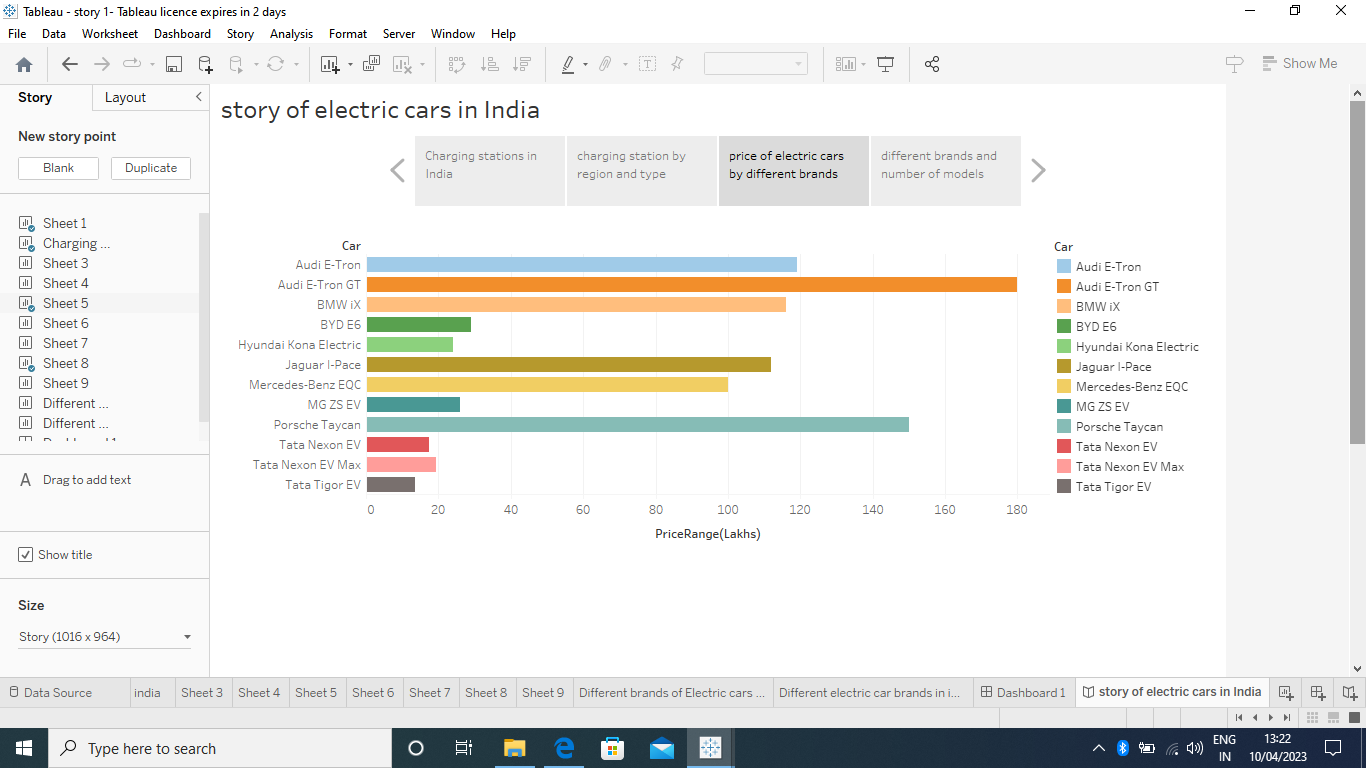 Tableau - story 1- Tableau licence expires in 2 days
File Data Worksheet Dashboard Story Analysis Format Server Window Help
Show Me
Story Layout
New story point
Blank Duplicate
Sheet 1
Charging ...
Sheet 3
Sheet 4
Sheet 5
Sheet 6
Sheet 7
Sheet 8
Sheet 9
Different ...
Different ...
A Drag to add text
Show title
Size
Story (1016 x 964)
story of electric cars in India
Charging stations in
India
charging station by
region and type
price of electric cars
by different brands
different brands and
number of models
Car
Audi E-Tron
Audi E-Tron GT
BMW iX
BYD E6
Hyundai Kona Electric
Jaguar I-Pace
Mercedes-Benz EQC
MG ZS EV
Porsche Taycan
Tata Nexon EV
Tata Nexon EV Max
Tata Tigor EV
0 20 40 60 80 100 120 140 160 180
PriceRange(Lakhs)
Car
Audi E-Tron
Audi E-Tron GT
BMW iX
BYD E6
Hyundai Kona Electric
Jaguar I-Pace
Mercedes-Benz EQC
MG ZS EV
Porsche Taycan
Tata Nexon EV
Tata Nexon EV Max
Tata Tigor EV
Data Source india Sheet 3 Sheet 4 Sheet 5 Sheet 6 Sheet 7 Sheet 8 Sheet 9 Different brands of Electric cars ... Different electric car brands in i... Dashboard 1 story of electric cars in India
Type here to search
ENG
IN
13:22
10/04/2023